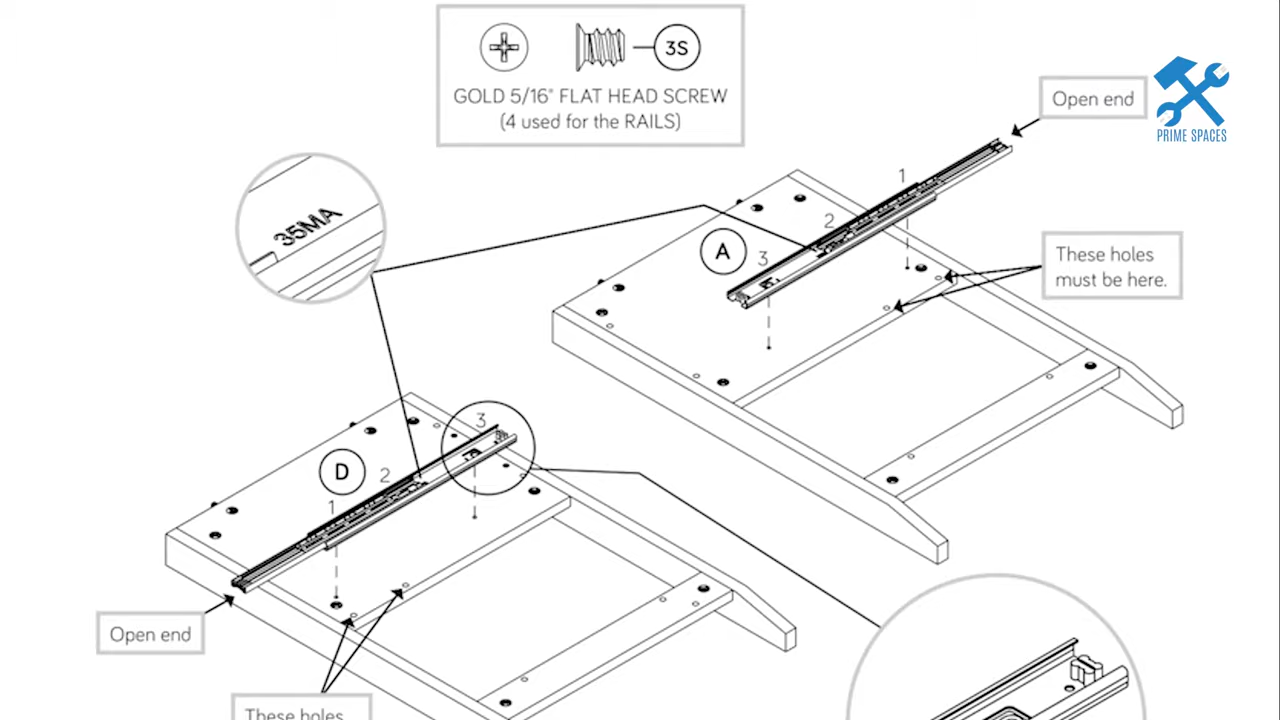 3S
GOLD 5/16" FLAT HEAD SCREW
(4 used for the RAILS)
Open end
PRIME SPACES
35MA
1
2
A
3
These holes
must be here.
3
D
2
1
Open end
These holes